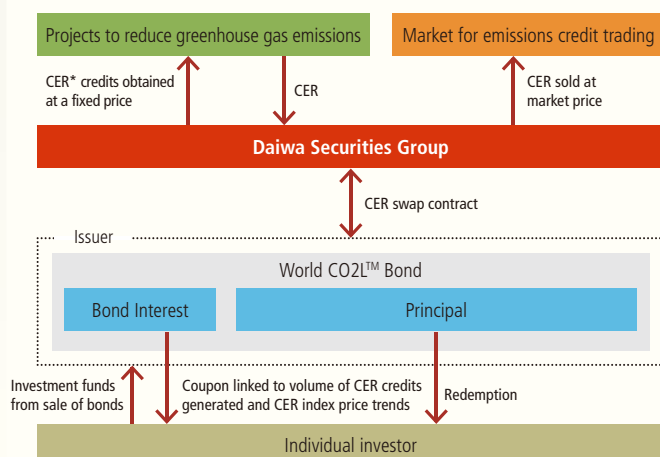 Projects to reduce greenhouse gas emissions
Market for emissions credit trading
CER* credits obtained
at a fixed price
CER
CER sold at
market price
Daiwa Securities Group
CER swap contract
Issuer
World CO2L™ Bond
Bond Interest
Principal
Investment funds
from sale of bonds
Coupon linked to volume of CER credits
generated and CER index price trends
Redemption
Individual investor